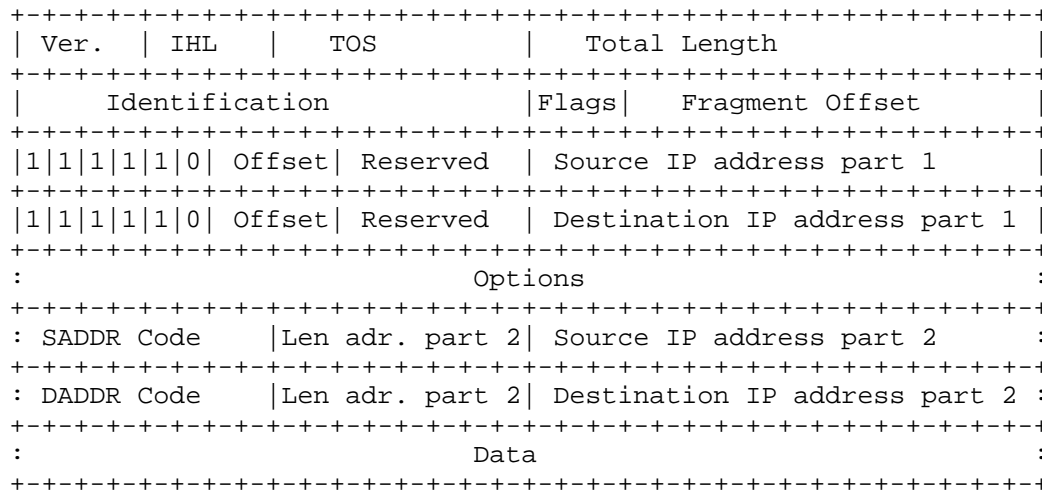 +-+-+-+-+-+-+-+-+-+-+-+-+-+-+-+-+-+-+-+-+-+-+-+-+-+-+-+-+-+-+-+-+
| Ver.  | IHL   |   TOS         |   Total Length                |
+-+-+-+-+-+-+-+-+-+-+-+-+-+-+-+-+-+-+-+-+-+-+-+-+-+-+-+-+-+-+-+-+
|     Identification            |Flags|   Fragment Offset       |
+-+-+-+-+-+-+-+-+-+-+-+-+-+-+-+-+-+-+-+-+-+-+-+-+-+-+-+-+-+-+-+-+
|1|1|1|1|1|0| Offset| Reserved  | Source IP address part 1      |
+-+-+-+-+-+-+-+-+-+-+-+-+-+-+-+-+-+-+-+-+-+-+-+-+-+-+-+-+-+-+-+-+
|1|1|1|1|1|0| Offset| Reserved  | Destination IP address part 1 |
+-+-+-+-+-+-+-+-+-+-+-+-+-+-+-+-+-+-+-+-+-+-+-+-+-+-+-+-+-+-+-+-+
:                            Options                            :
+-+-+-+-+-+-+-+-+-+-+-+-+-+-+-+-+-+-+-+-+-+-+-+-+-+-+-+-+-+-+-+-+
: SADDR Code    |Len adr. part 2| Source IP address part 2      :
+-+-+-+-+-+-+-+-+-+-+-+-+-+-+-+-+-+-+-+-+-+-+-+-+-+-+-+-+-+-+-+-+
: DADDR Code    |Len adr. part 2| Destination IP address part 2 :
+-+-+-+-+-+-+-+-+-+-+-+-+-+-+-+-+-+-+-+-+-+-+-+-+-+-+-+-+-+-+-+-+
:                            Data                               :
+-+-+-+-+-+-+-+-+-+-+-+-+-+-+-+-+-+-+-+-+-+-+-+-+-+-+-+-+-+-+-+-+